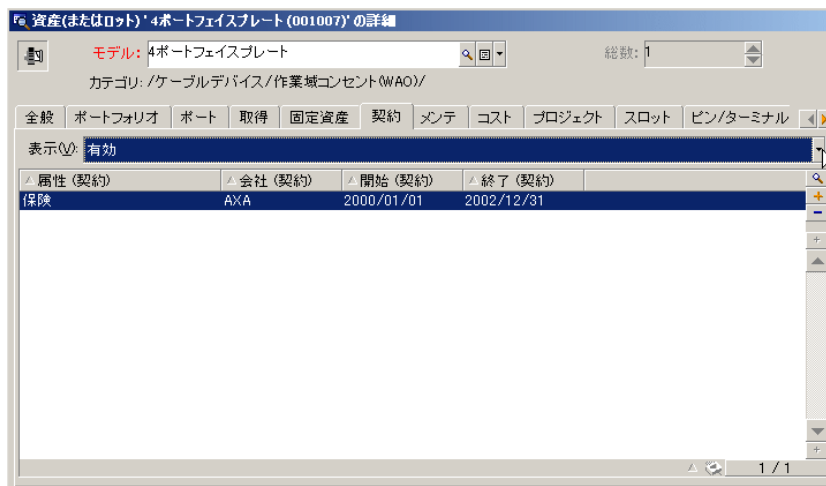 資産(またはロット) ' 4ポートフェイスプレート (001007)' の詳細
モデル: 4ポートフェイスプレート 総数: 1
カテゴリ: /ケーブルデバイス/作業域コンセント(WAO)/
全般 ポートフォリオ ポート 取得 固定資産 契約 メンテ コスト プロジェクト スロット ピン/ターミナル
表示(V): 有効
属性 (契約) 会社 (契約) 開始 (契約) 終了 (契約)
保険 AXA 2000/01/01 2002/12/31
1 / 1